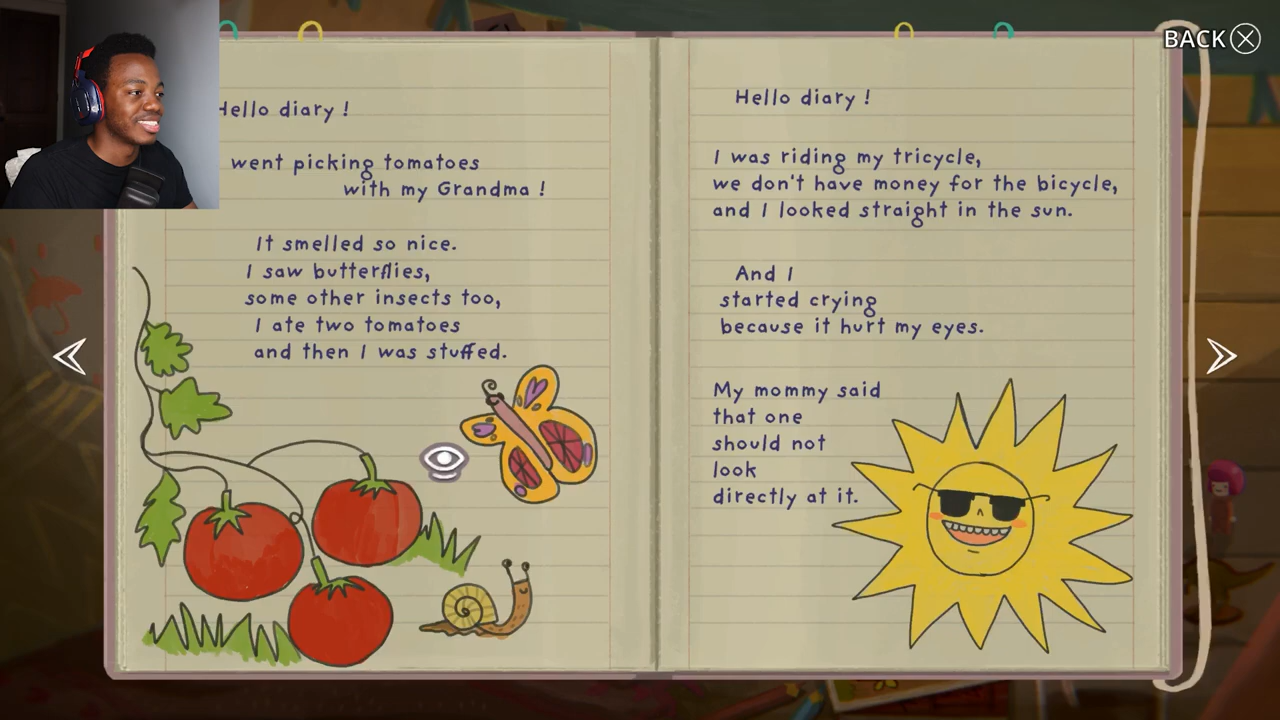 BACK
Hello diary !
went picking tomatoes
with my Grandma !
It smelled so nice.
I saw butterflies,
some other insects too,
I ate two tomatoes
and then I was stuffed.
Hello diary !
I was riding my tricycle,
we don't have money for the bicycle,
and I looked straight in the sun.
And I
started crying
because it hurt my eyes.
My mommy said
that one
should not
look
directly at it.